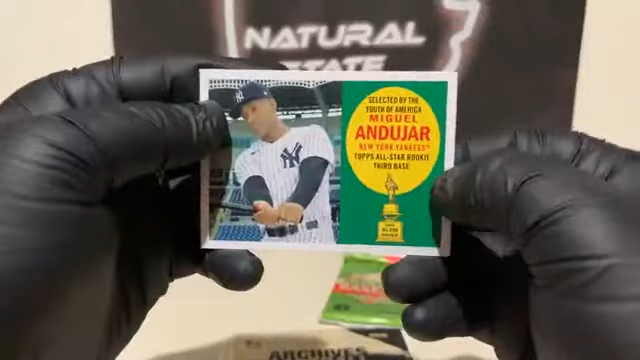 NATURAL
STATE
SELECTED BY THE
YOUTH OF AMERICA
MIGUEL
ANDUJAR
NEW YORK YANKEES
TOPPS ALL-STAR ROOKIE
THIRD BASE
ARCHIVES